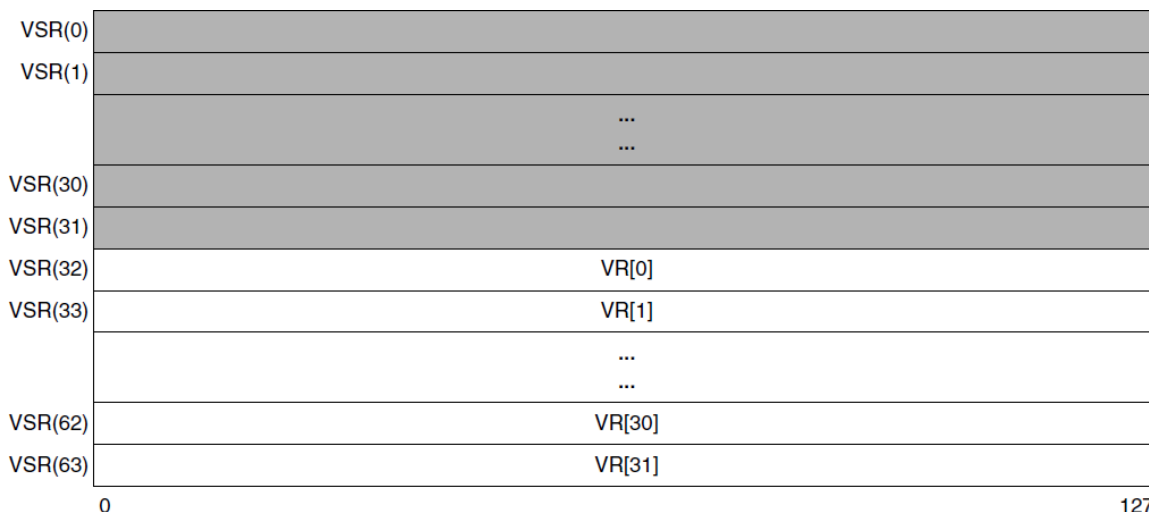 VSR(0)
VSR(1)
...
...
VSR(30)
VSR(31)
VSR(32) VR[0]
VSR(33) VR[1]
...
...
VSR(62) VR[30]
VSR(63) VR[31]
0 127